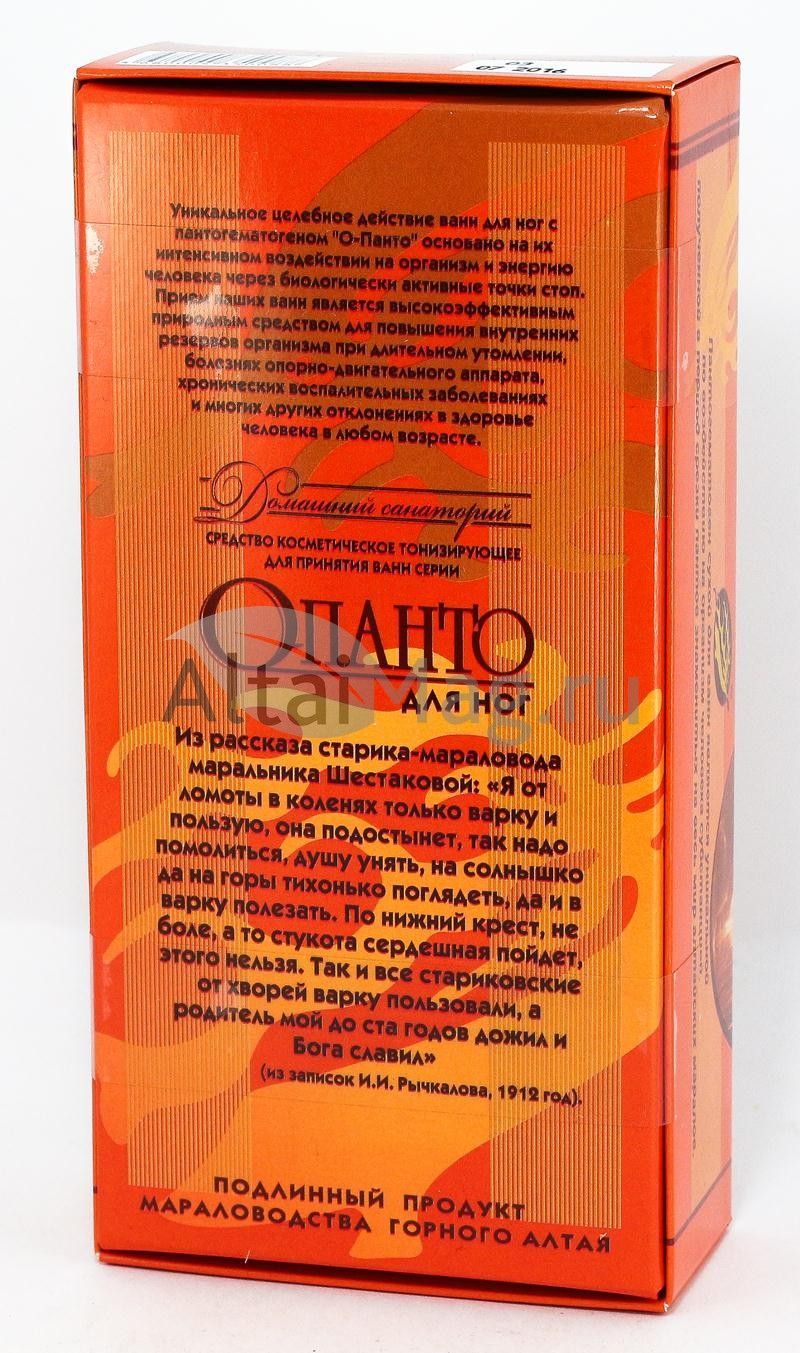 03
07 2016
Уникальное целебное действие ванн для ног с
пантогематогеном "О-Панто" основано на их
интенсивном воздействии на организм и энергию
человека через биологически активные точки стоп.
Прием наших ванн является высокоэффективным
природным средством для повышения внутренних
резервов организма при длительном утомлении,
болезнях опорно-двигательного аппарата,
хронических воспалительных заболеваниях
и многих других отклонениях в здоровье
человека в любом возрасте.
Домашний санаторий
СРЕДСТВО КОСМЕТИЧЕСКОЕ ТОНИЗИРУЮЩЕЕ
ДЛЯ ПРИНЯТИЯ ВАНН СЕРИИ
О-ПАНТО
ДЛЯ НОГ
AltaiMag.ru
Из рассказа старика-мараловода
маральника Шестаковой: «Я от
ломоты в коленях только варку и
пользую, она подостынет, так надо
помолиться, душу унять, на солнышко
да на горы тихонько поглядеть, да и в
варку полезать. По нижний крест, не
боле, а то стукота сердешная пойдет,
этого нельзя. Так и все стариковские
от хворей варку пользовали, а
родитель мой до ста годов дожил и
Бога славил»
(из записок И.И. Рычкалова, 1912 год).
ПОДЛИННЫЙ ПРОДУКТ
МАРАЛОВОДСТВА ГОРНОГО АЛТАЯ